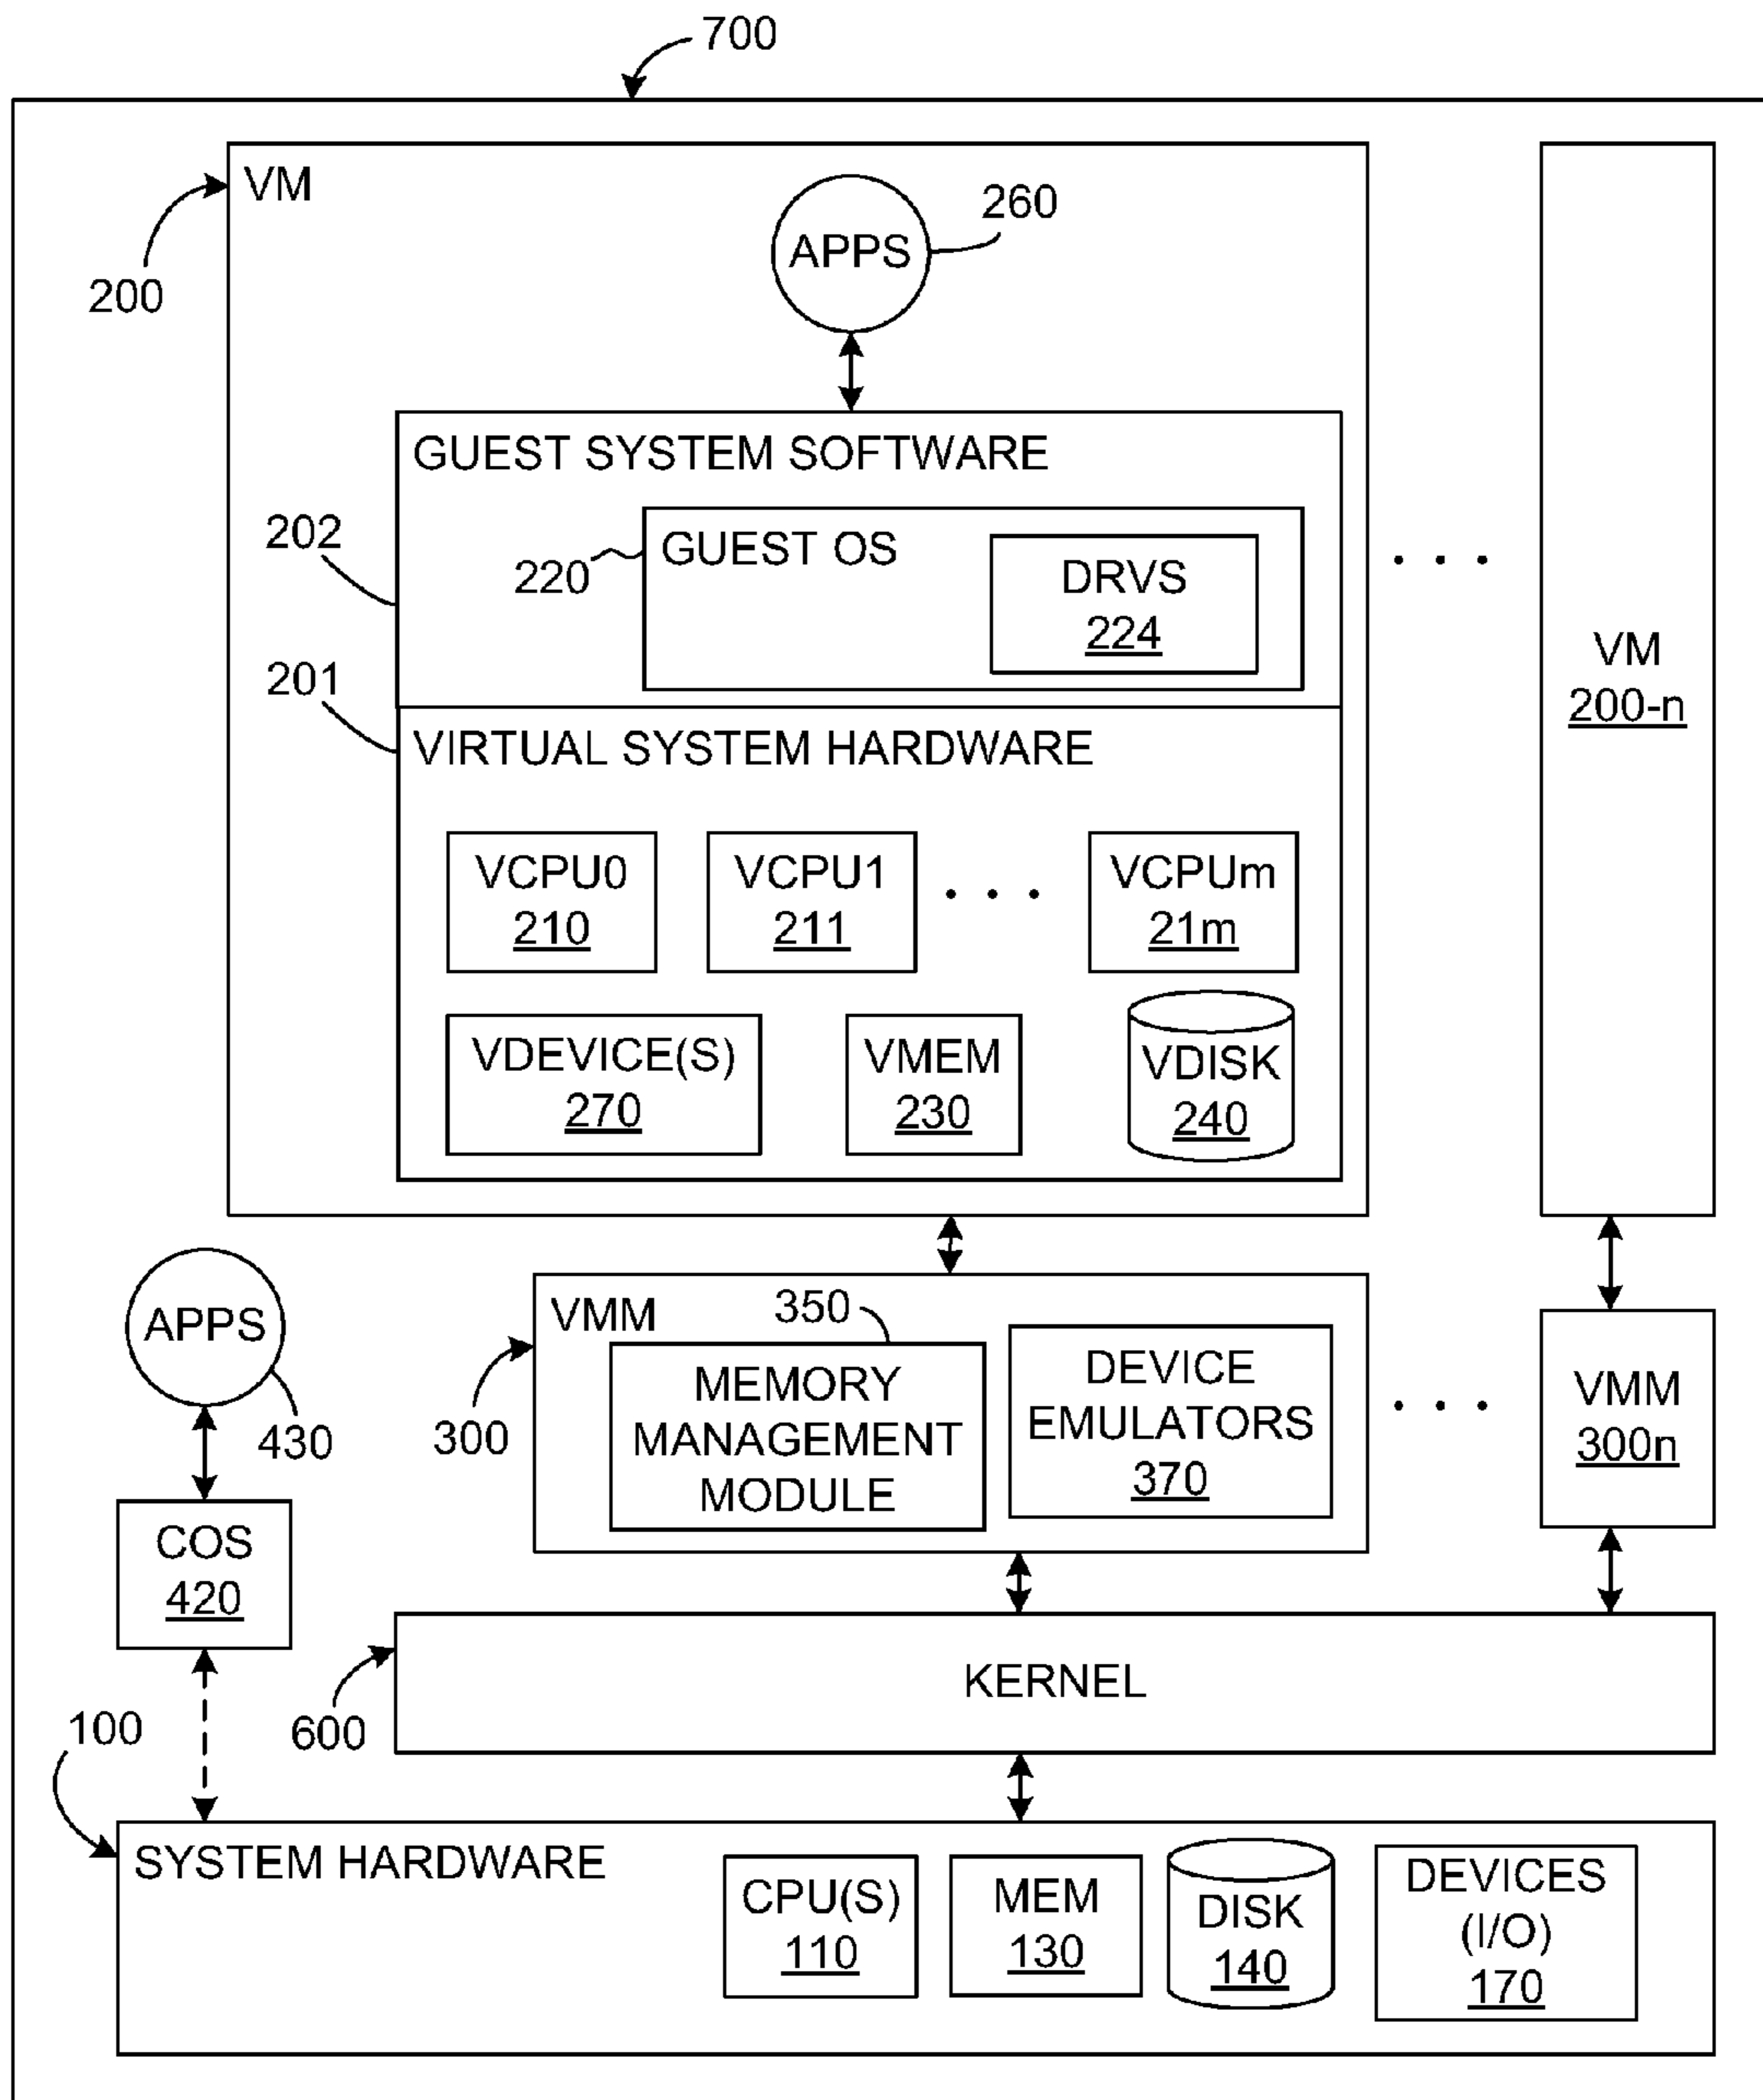 700
VM
200
APPS
260
GUEST SYSTEM SOFTWARE
202
220
GUEST OS
DRVS
224
201
VIRTUAL SYSTEM HARDWARE
VCPU0
210
VCPU1
211
. . .
VCPUm
21m
VDEVICE(S)
270
VMEM
230
VDISK
240
. . .
VM
200-n
APPS
430
COS
420
VMM
300
350
MEMORY
MANAGEMENT
MODULE
DEVICE
EMULATORS
370
. . .
VMM
300n
600
KERNEL
100
SYSTEM HARDWARE
CPU(S)
110
MEM
130
DISK
140
DEVICES
(I/O)
170